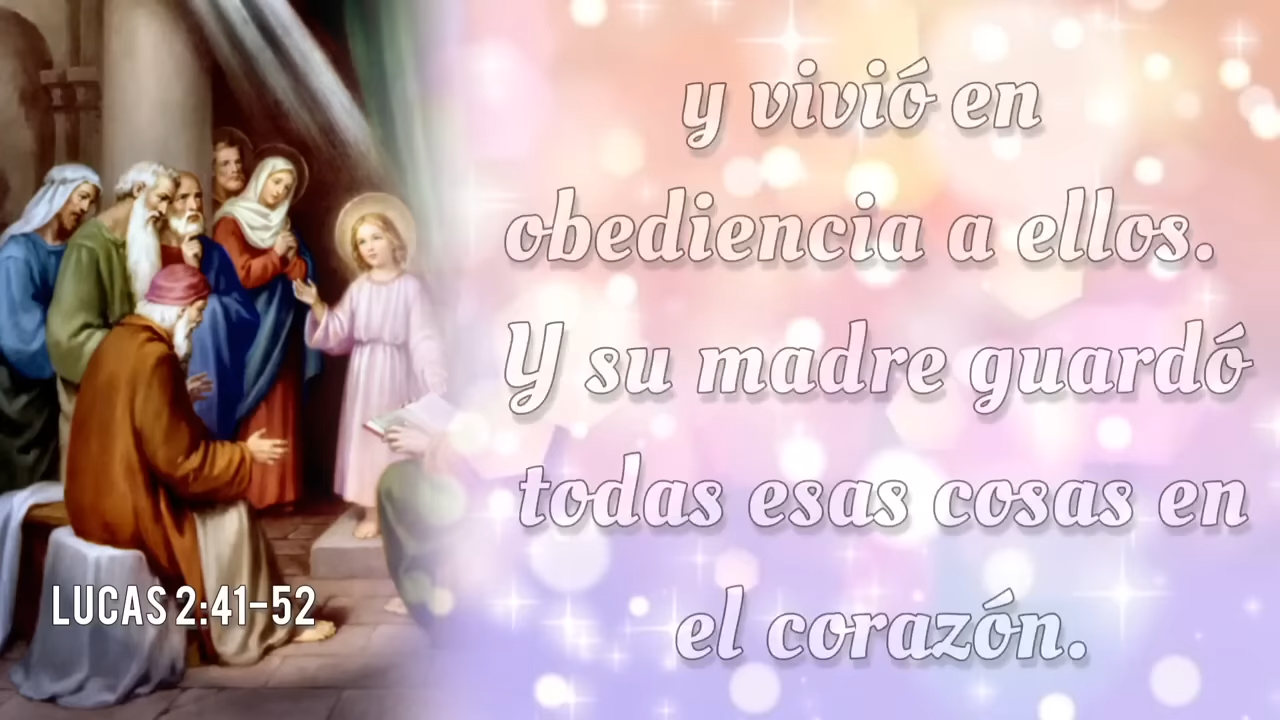 y vivió en
obediencia a ellos.
Y su madre guardó
todas esas cosas en
el corazón.
LUCAS 2:41-52